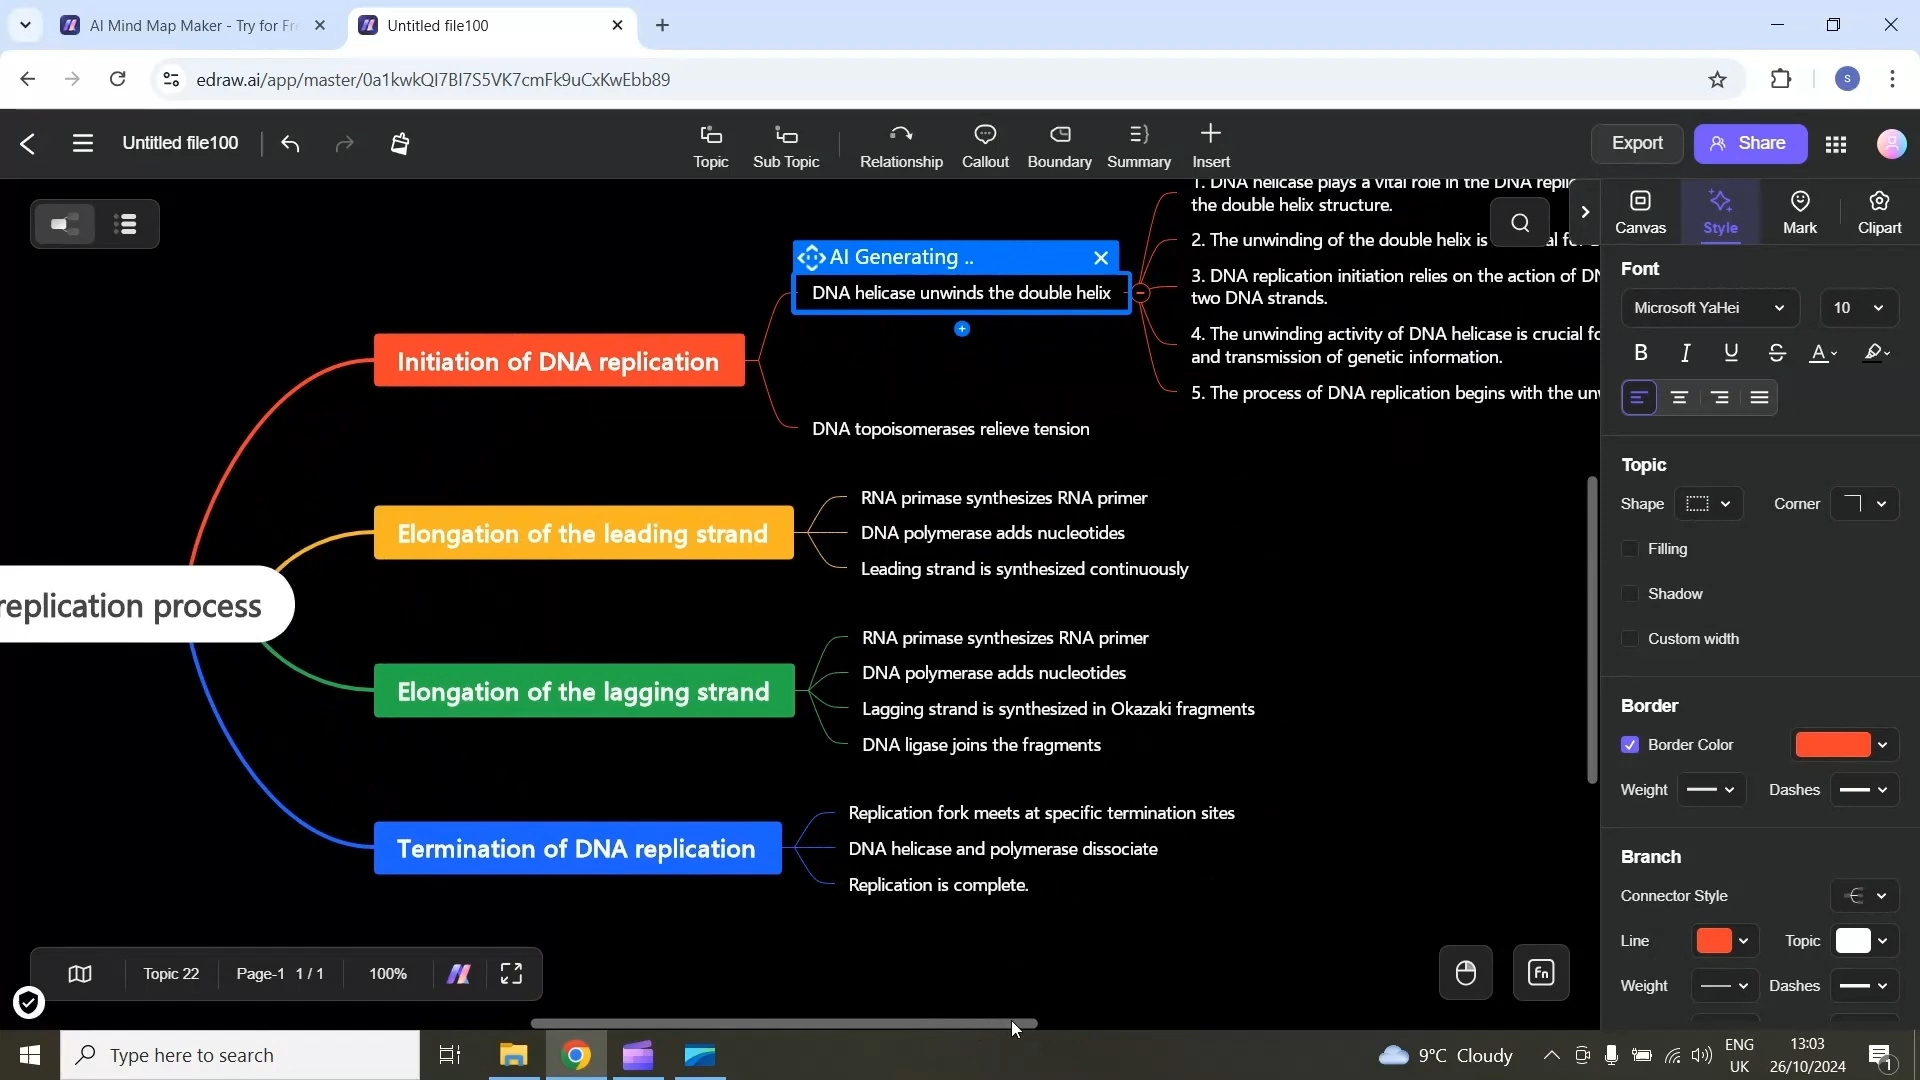 AI Mind Map Maker - Try for Fre
Untitled file100
edraw.ai/app/master/0a1kwkQI7BI7S5VK7cmFk9uCxKwEbb89
S
Untitled file100
Topic
Sub Topic
Relationship
Callout
Boundary
Summary
Insert
Export
Share
Canvas
Style
Mark
Clipart
1. DNA helicase plays a vital role in the DNA replic
the double helix structure.
2. The unwinding of the double helix is
3. DNA replication initiation relies on the action of DN
two DNA strands.
4. The unwinding activity of DNA helicase is crucial fo
and transmission of genetic information.
5. The process of DNA replication begins with the unw
AI Generating ..
DNA helicase unwinds the double helix
Initiation of DNA replication
DNA topoisomerases relieve tension
Elongation of the leading strand
RNA primase synthesizes RNA primer
DNA polymerase adds nucleotides
Leading strand is synthesized continuously
replication process
Elongation of the lagging strand
RNA primase synthesizes RNA primer
DNA polymerase adds nucleotides
Lagging strand is synthesized in Okazaki fragments
DNA ligase joins the fragments
Termination of DNA replication
Replication fork meets at specific termination sites
DNA helicase and polymerase dissociate
Replication is complete.
Font
Microsoft YaHei
10
B I U S A
Topic
Shape
Corner
Filling
Shadow
Custom width
Border
Border Color
Weight
Dashes
Branch
Connector Style
Line
Topic
Weight
Dashes
Topic 22
Page-1 1 / 1
100%
Fn
Type here to search
9°C Cloudy
ENG
UK
13:03
26/10/2024
1